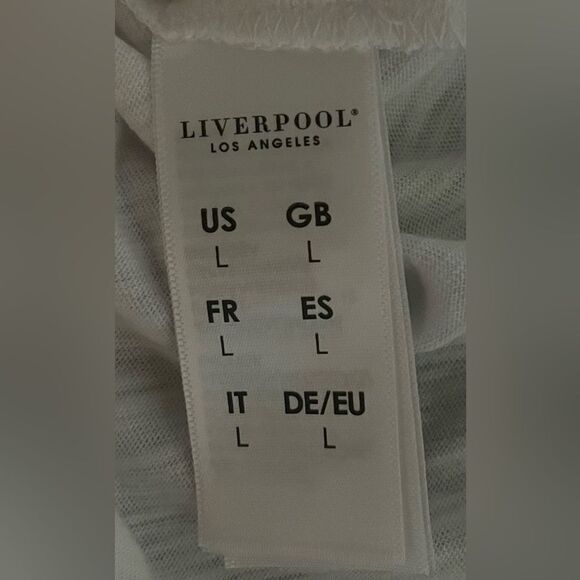 LIVERPOOL®
LOS ANGELES
US GB
L L
FR ES
L L
IT DE/EU
L L